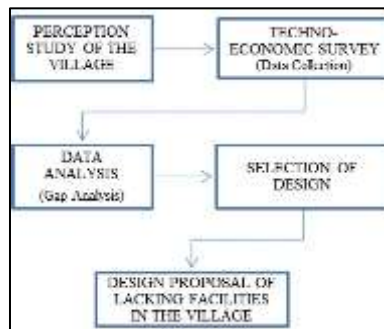 PERCEPTION
STUDY OF THE
VILLAGE
TECHNO-
ECONOMIC SURVEY
(Data Collection)
DATA
ANALYSIS
(Gap Analysis)
SELECTION OF
DESIGN
DESIGN PROPOSAL OF
LACKING FACILITIES
IN THE VILLAGE